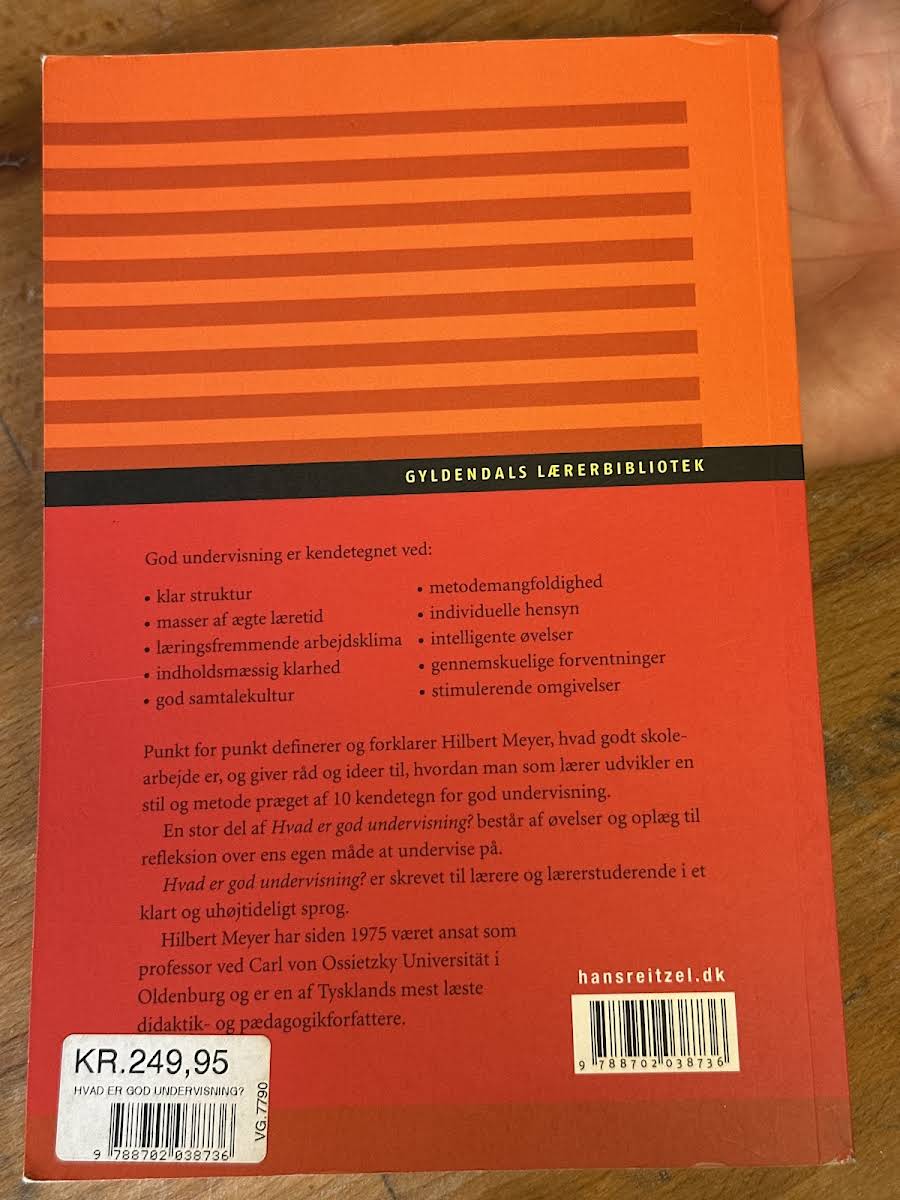 GYLDENDALS LÆRERBIBLIOTEK
God undervisning er kendetegnet ved:
• klar struktur
• masser af ægte læretid
• læringsfremmende arbejdsklima
• indholdsmæssig klarhed
• god samtalekultur
• metodemangfoldighed
• individuelle hensyn
• intelligente øvelser
• gennemskuelige forventninger
• stimulerende omgivelser
Punkt for punkt definerer og forklarer Hilbert Meyer, hvad godt skole-
arbejde er, og giver råd og ideer til, hvordan man som lærer udvikler en
stil og metode præget af 10 kendetegn for god undervisning.
En stor del af Hvad er god undervisning? består af øvelser og oplæg til
refleksion over ens egen måde at undervise på.
Hvad er god undervisning? er skrevet til lærere og lærerstuderende i et
klart og uhøjtideligt sprog.
Hilbert Meyer har siden 1975 været ansat som
professor ved Carl von Ossietzky Universität i
Oldenburg og er en af Tysklands mest læste
didaktik- og pædagogikforfattere.
hansreitzel.dk
9 788702 038736
KR.249,95
HVAD ER GOD UNDERVISNING?
VG.7790
9 788702 038736